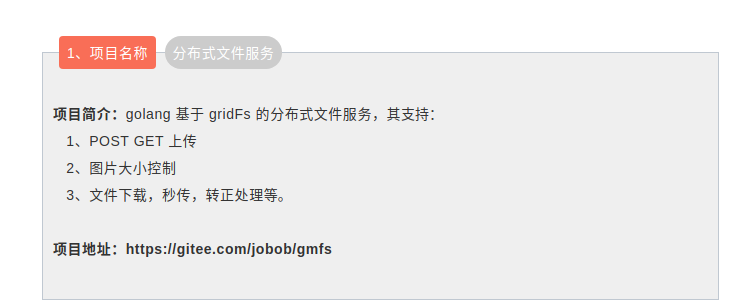 1、项目名称 分布式文件服务
项目简介：golang 基于 gridFs 的分布式文件服务，其支持：
1、POST GET 上传
2、图片大小控制
3、文件下载，秒传，转正处理等。
项目地址：https://gitee.com/jobob/gmfs